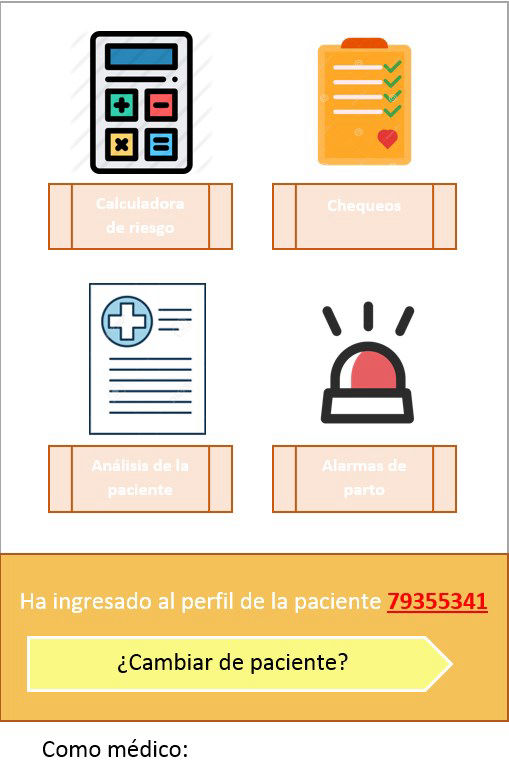 Calculadora
de riesgo
Chequeos
Análisis de la
paciente
Alarmas de
parto
Ha ingresado al perfil de la paciente 79355341
¿Cambiar de paciente?
Como médico: